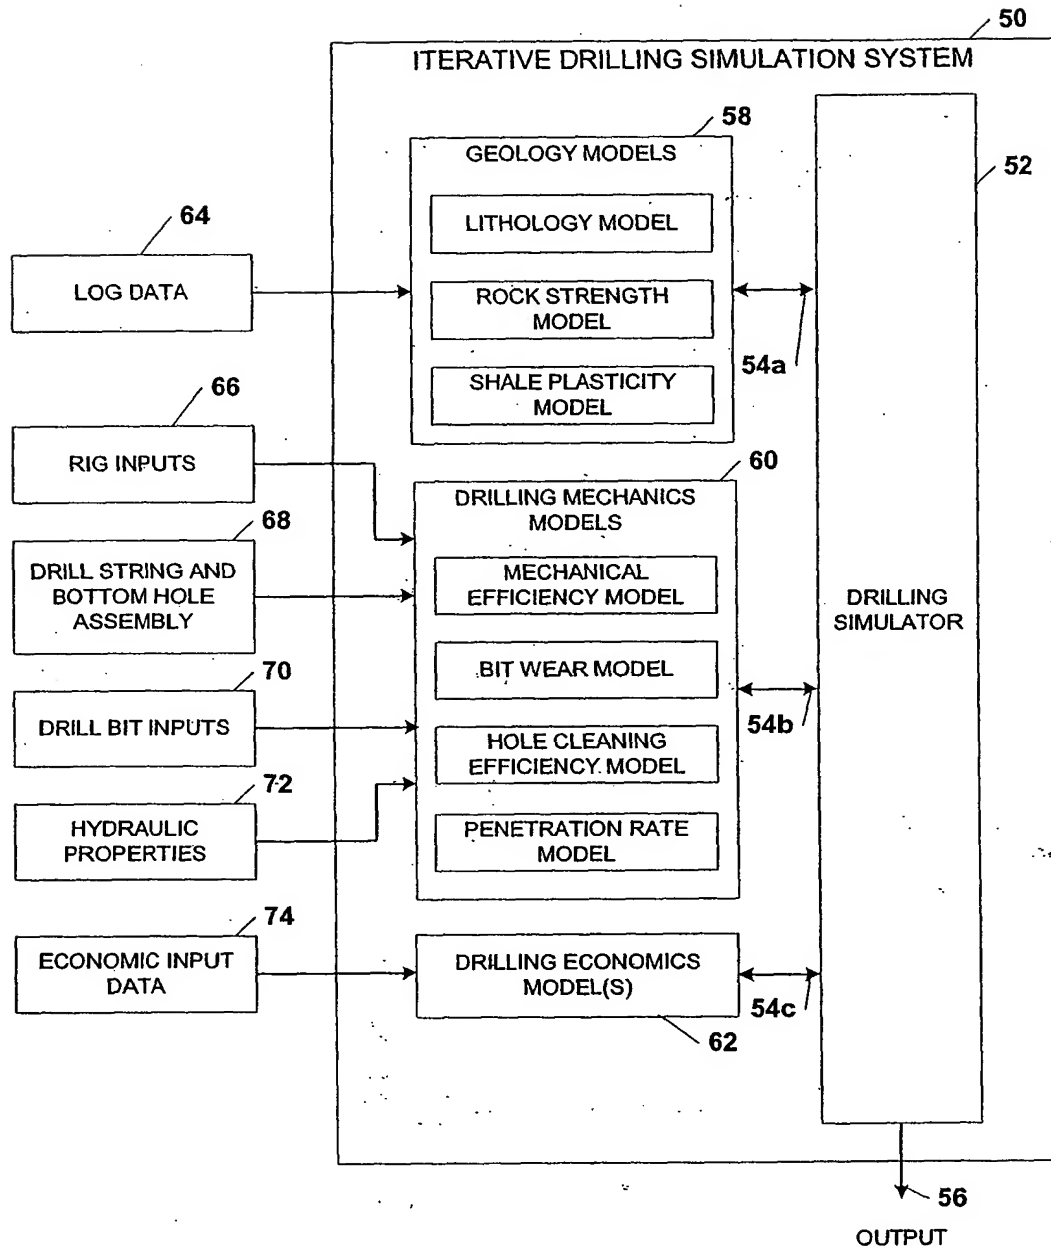 50
ITERATIVE DRILLING SIMULATION SYSTEM
58
GEOLOGY MODELS
52
LITHOLOGY MODEL
64
LOG DATA
ROCK STRENGTH
MODEL
54a
SHALE PLASTICITY
MODEL
66
RIG INPUTS
60
DRILLING MECHANICS
MODELS
68
DRILL STRING AND
BOTTOM HOLE
ASSEMBLY
MECHANICAL
EFFICIENCY MODEL
DRILLING
SIMULATOR
BIT WEAR MODEL
70
DRILL BIT INPUTS
54b
HOLE CLEANING
EFFICIENCY MODEL
72
HYDRAULIC
PROPERTIES
PENETRATION RATE
MODEL
74
ECONOMIC INPUT
DATA
DRILLING ECONOMICS
MODEL(S)
54c
62
56
OUTPUT